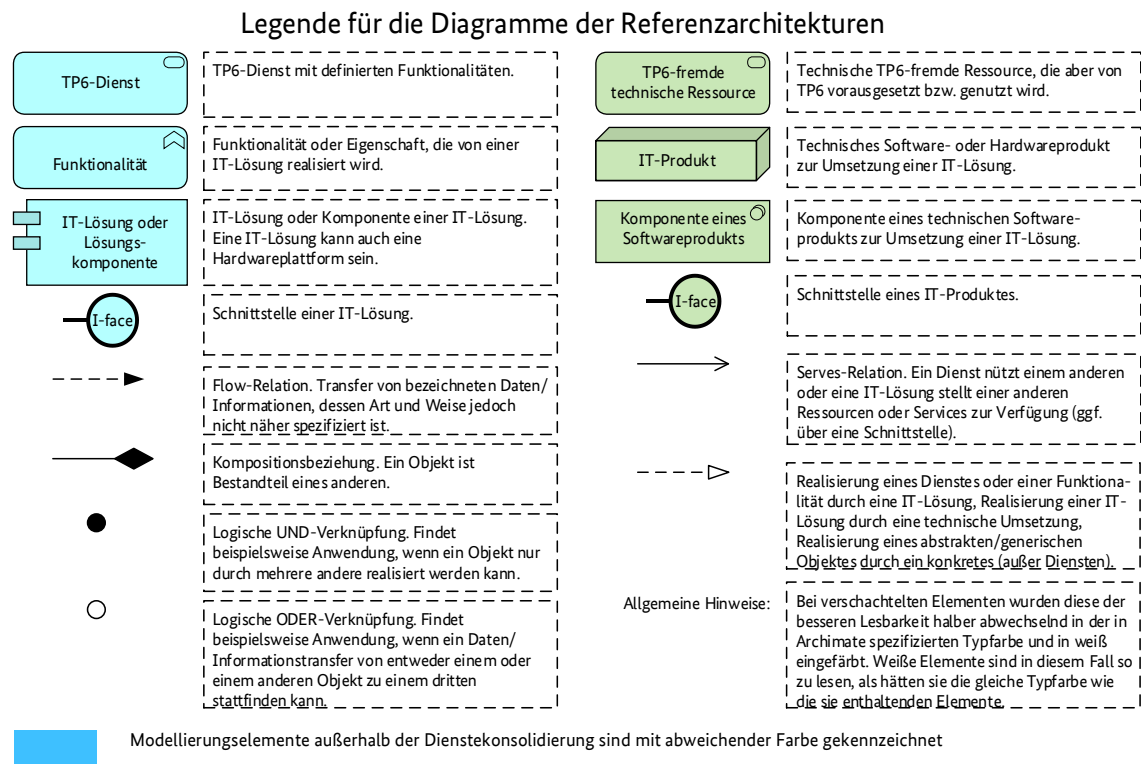 Legende für die Diagramme der Referenzarchitekturen
TP6-Dienst
TP6-Dienst mit definierten Funktionalitäten.
Funktionalität
Funktionalität oder Eigenschaft, die von einer
IT-Lösung realisiert wird.
IT-Lösung oder
Lösungs-
komponente
IT-Lösung oder Komponente einer IT-Lösung.
Eine IT-Lösung kann auch eine
Hardwareplattform sein.
I-face
Schnittstelle einer IT-Lösung.
Flow-Relation. Transfer von bezeichneten Daten/
Informationen, dessen Art und Weise jedoch
nicht näher spezifiziert ist.
Kompositionsbeziehung. Ein Objekt ist
Bestandteil eines anderen.
Logische UND-Verknüpfung. Findet
beispielsweise Anwendung, wenn ein Objekt nur
durch mehrere andere realisiert werden kann.
Logische ODER-Verknüpfung. Findet
beispielsweise Anwendung, wenn ein Daten/
Informationstransfer von entweder einem oder
einem anderen Objekt zu einem dritten
stattfinden kann.
TP6-fremde
technische Ressource
Technische TP6-fremde Ressource, die aber von
TP6 vorausgesetzt bzw. genutzt wird.
IT-Produkt
Technisches Software- oder Hardwareprodukt
zur Umsetzung einer IT-Lösung.
Komponente eines
Softwareprodukts
Komponente eines technischen Software-
produkts zur Umsetzung einer IT-Lösung.
I-face
Schnittstelle eines IT-Produktes.
Serves-Relation. Ein Dienst nützt einem anderen
oder eine IT-Lösung stellt einer anderen
Ressourcen oder Services zur Verfügung (ggf.
über eine Schnittstelle).
Realisierung eines Dienstes oder einer Funktiona-
lität durch eine IT-Lösung, Realisierung einer IT-
Lösung durch eine technische Umsetzung,
Realisierung eines abstrakten/generischen
Objektes durch ein konkretes (außer Diensten).
Allgemeine Hinweise:
Bei verschachtelten Elementen wurden diese der
besseren Lesbarkeit halber abwechselnd in der in
Archimate spezifizierten Typfarbe und in weiß
eingefärbt. Weiße Elemente sind in diesem Fall so
zu lesen, als hätten sie die gleiche Typfarbe wie
die sie enthaltenden Elemente.
Modellierungselemente außerhalb der Dienstekonsolidierung sind mit abweichender Farbe gekennzeichnet